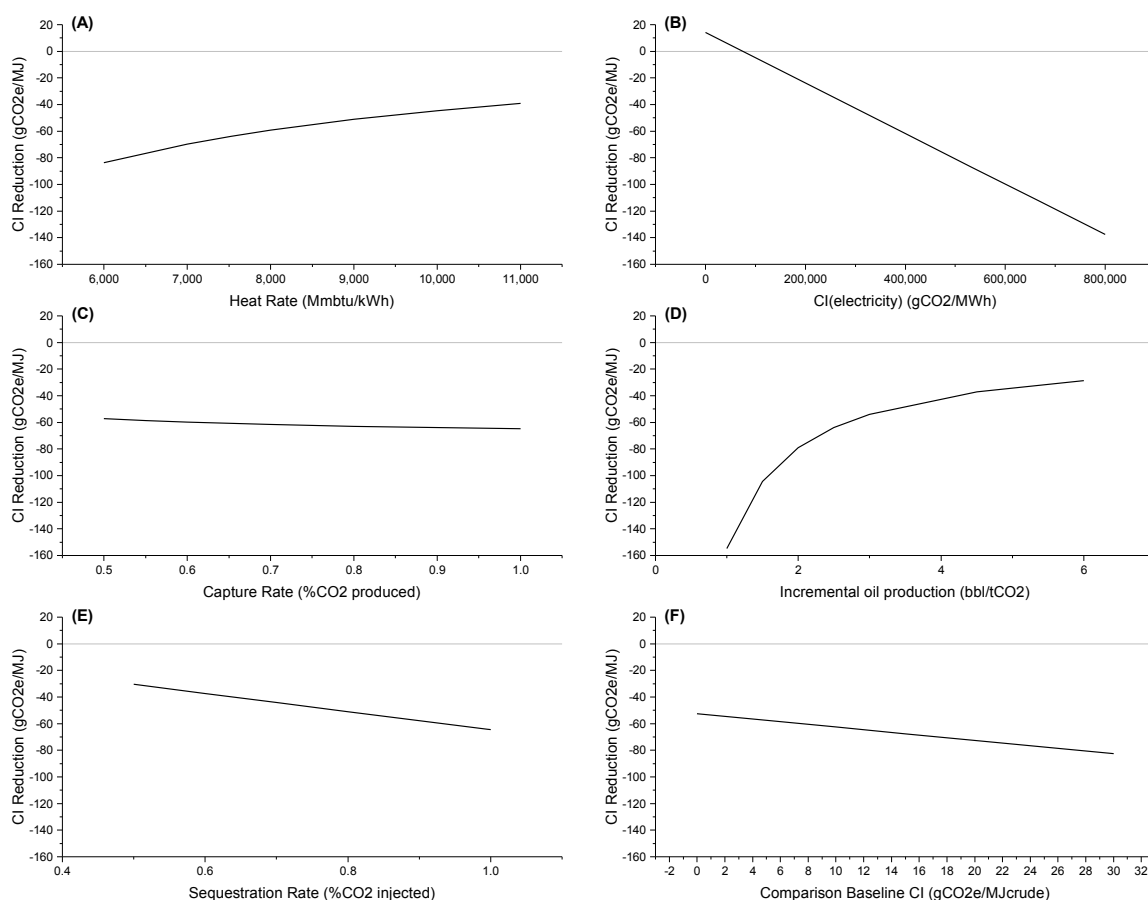 (A)
CI Reduction (gCO2e/MJ)
20
0
-20
-40
-60
-80
-100
-120
-140
-160
6,000 7,000 8,000 9,000 10,000 11,000
Heat Rate (Mmbtu/kWh)
(B)
CI Reduction (gCO2e/MJ)
20
0
-20
-40
-60
-80
-100
-120
-140
-160
0 200,000 400,000 600,000 800,000
CI(electricity) (gCO2/MWh)
(C)
CI Reduction (gCO2e/MJ)
20
0
-20
-40
-60
-80
-100
-120
-140
-160
0.5 0.6 0.7 0.8 0.9 1.0
Capture Rate (%CO2 produced)
(D)
CI Reduction (gCO2e/MJ)
20
0
-20
-40
-60
-80
-100
-120
-140
-160
0 2 4 6
Incremental oil production (bbl/tCO2)
(E)
CI Reduction (gCO2e/MJ)
20
0
-20
-40
-60
-80
-100
-120
-140
-160
0.4 0.6 0.8 1.0
Sequestration Rate (%CO2 injected)
(F)
CI Reduction (gCO2e/MJ)
20
0
-20
-40
-60
-80
-100
-120
-140
-160
-2 0 2 4 6 8 10 12 14 16 18 20 22 24 26 28 30 32
Comparison Baseline CI (gCO2e/MJcrude)